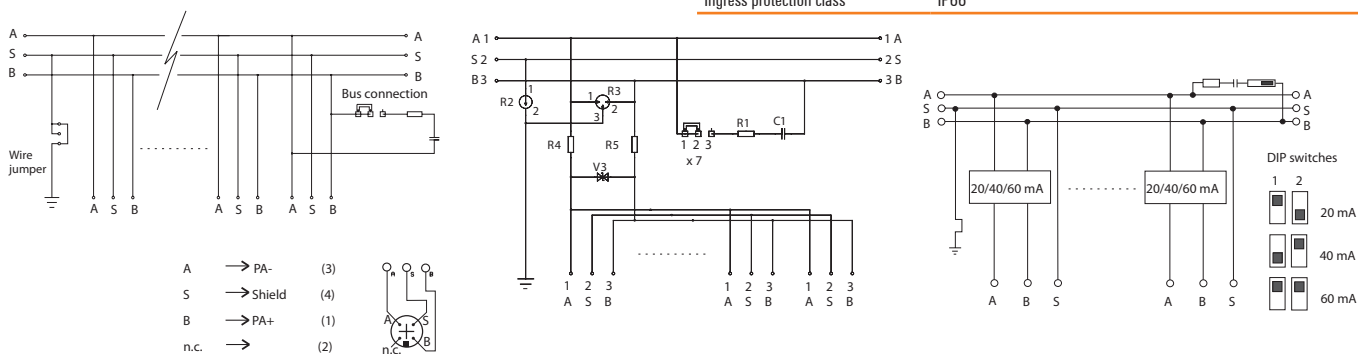 Ingress protection class IP66
A A
S S
B B
Bus connection
Wire
jumper
A S B A S B A S B
A PA- (3)
S Shield (4)
B PA+ (1)
n.c. (2)
A S B
A S
B
n.c.
A 1 1 A
S 2 2 S
B 3 3 B
R2 1 2
R3 1 2 3
R4 R5
V3
1 2 3
x 7
R1 C1
1 2 3 1 2 3 1 2 3
A S B A S B A S B
A A
S S
B B
20/40/60 mA 20/40/60 mA
A B S A B S
DIP switches
1 2
20 mA
40 mA
60 mA